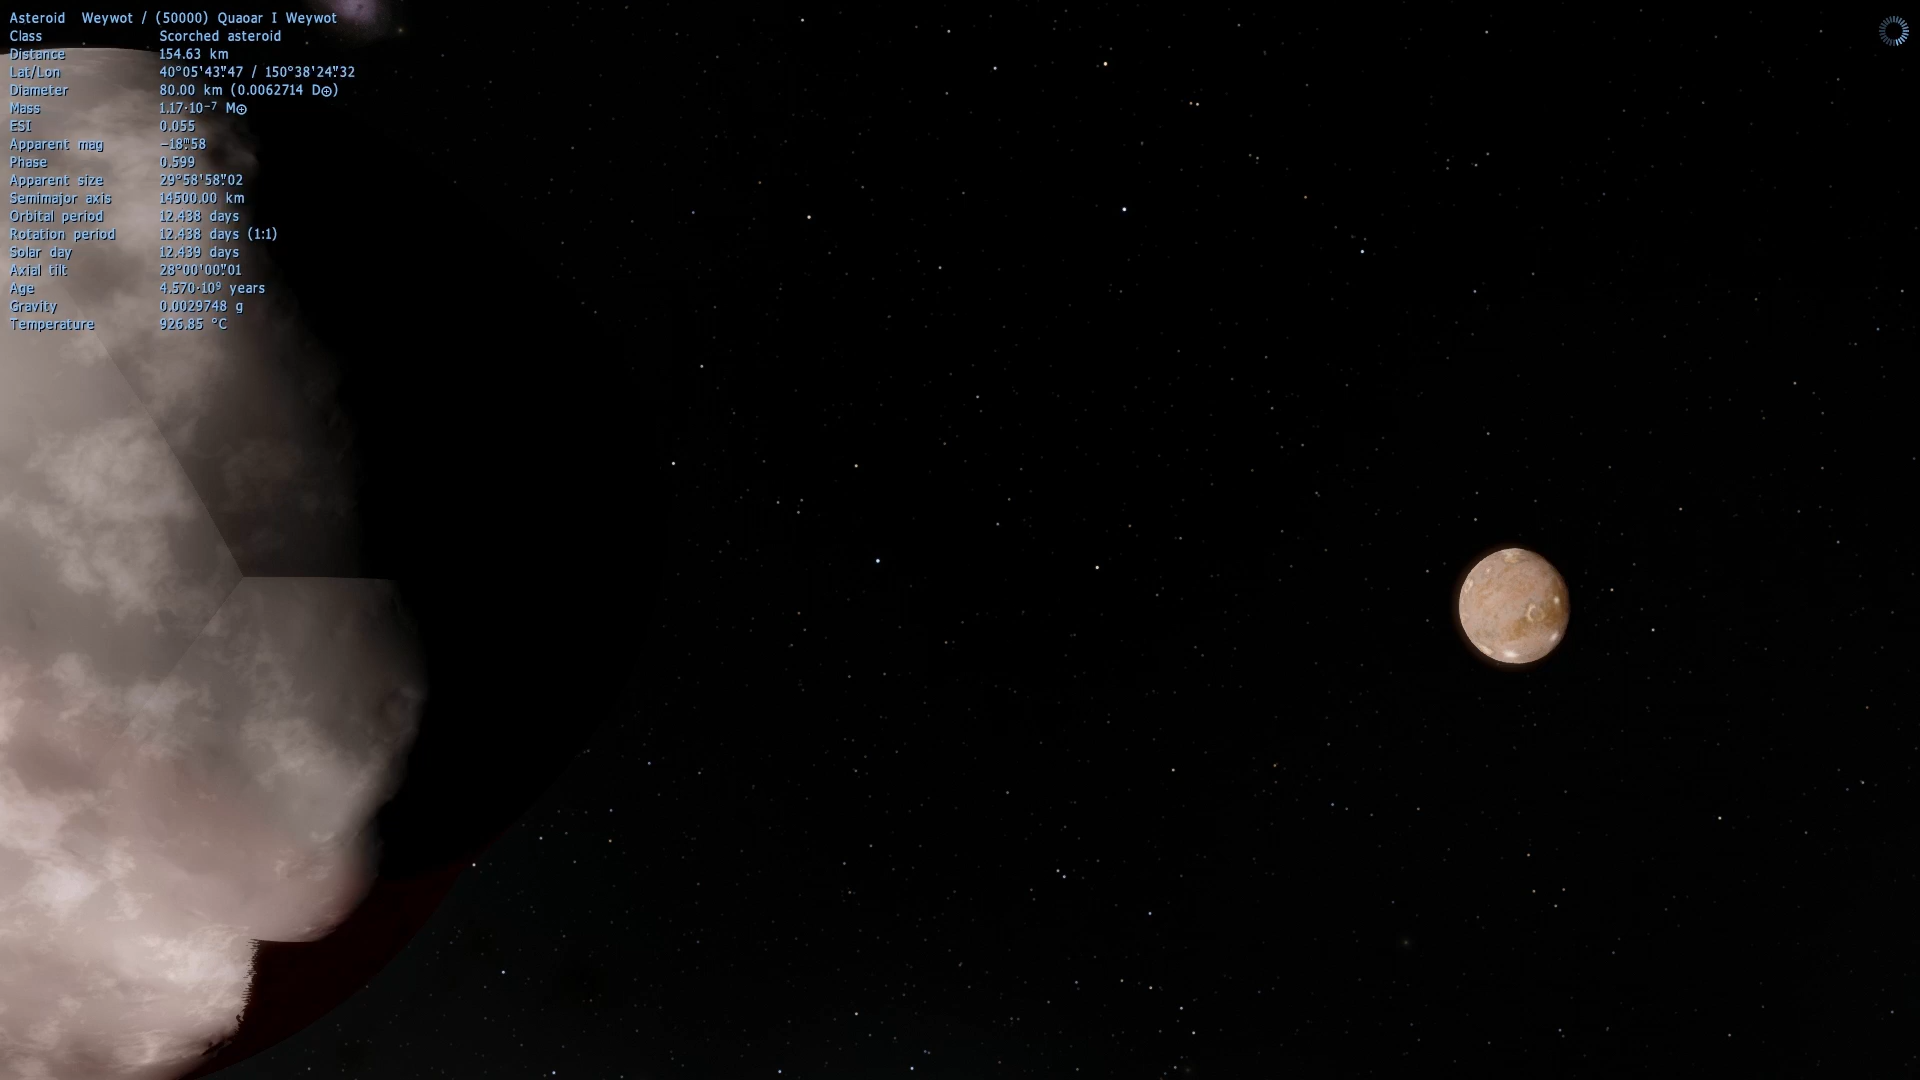 Asteroid Weywot / (50000) Quaoar I Weywot
Class Scorched asteroid
Distance 154.63 km
Lat/Lon 40°05'43"47 / 150°38'24"32
Diameter 80.00 km (0.0062714 D⊕)
Mass 1.17·10⁻⁷ M⊕
ESI 0.055
Apparent mag −18ᵐ58
Phase 0.599
Apparent size 29°58'58"02
Semimajor axis 14500.00 km
Orbital period 12.438 days
Rotation period 12.438 days (1:1)
Solar day 12.439 days
Axial tilt 28°00'00"01
Age 4.570·10⁹ years
Gravity 0.0029748 g
Temperature 926.85 °C